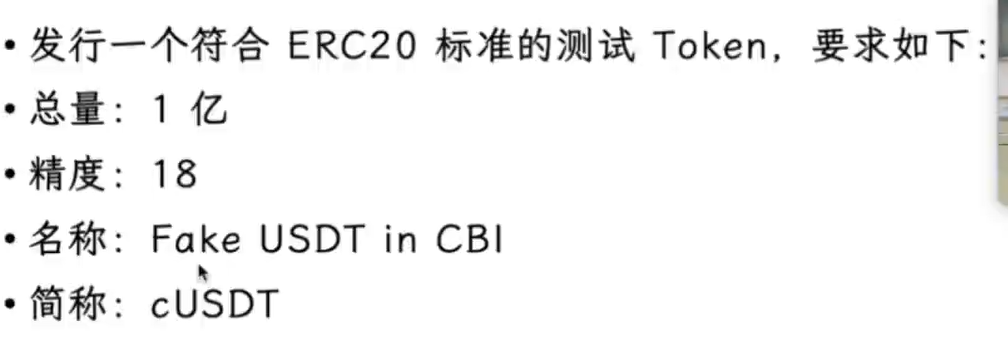 • 发行一个符合 ERC20 标准的测试 Token，要求如下：
• 总量：1 亿
• 精度：18
• 名称：Fake USDT in CBI
• 简称：cUSDT